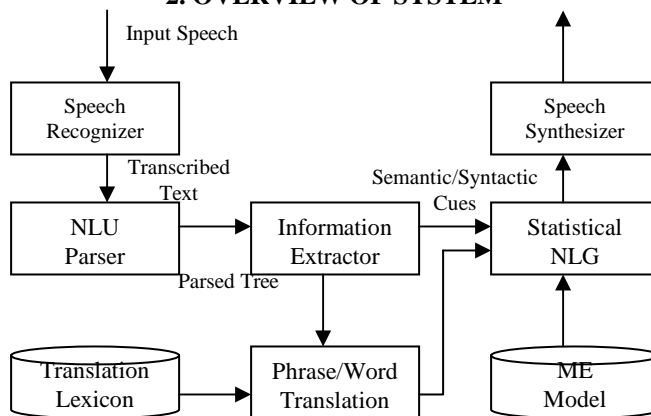 2. OVERVIEW OF SYSTEM
Input Speech
Speech
Recognizer
Speech
Synthesizer
Transcribed
Text
Semantic/Syntactic
Cues
NLU
Parser
Information
Extractor
Statistical
NLG
Parsed Tree
Translation
Lexicon
Phrase/Word
Translation
ME
Model